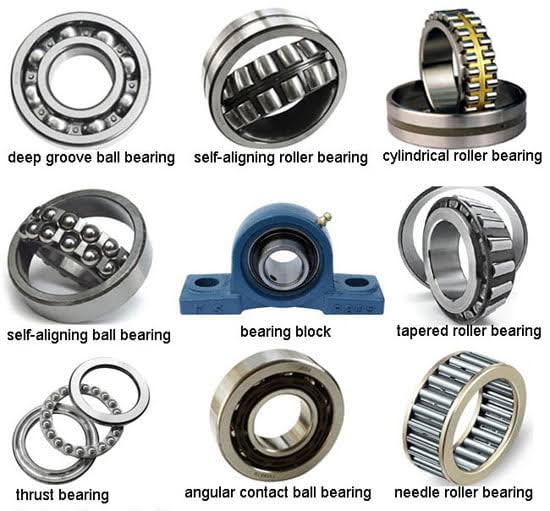 deep groove ball bearing
self-aligning roller bearing
cylindrical roller bearing
self-aligning ball bearing
bearing block
tapered roller bearing
thrust bearing
angular contact ball bearing
needle roller bearing